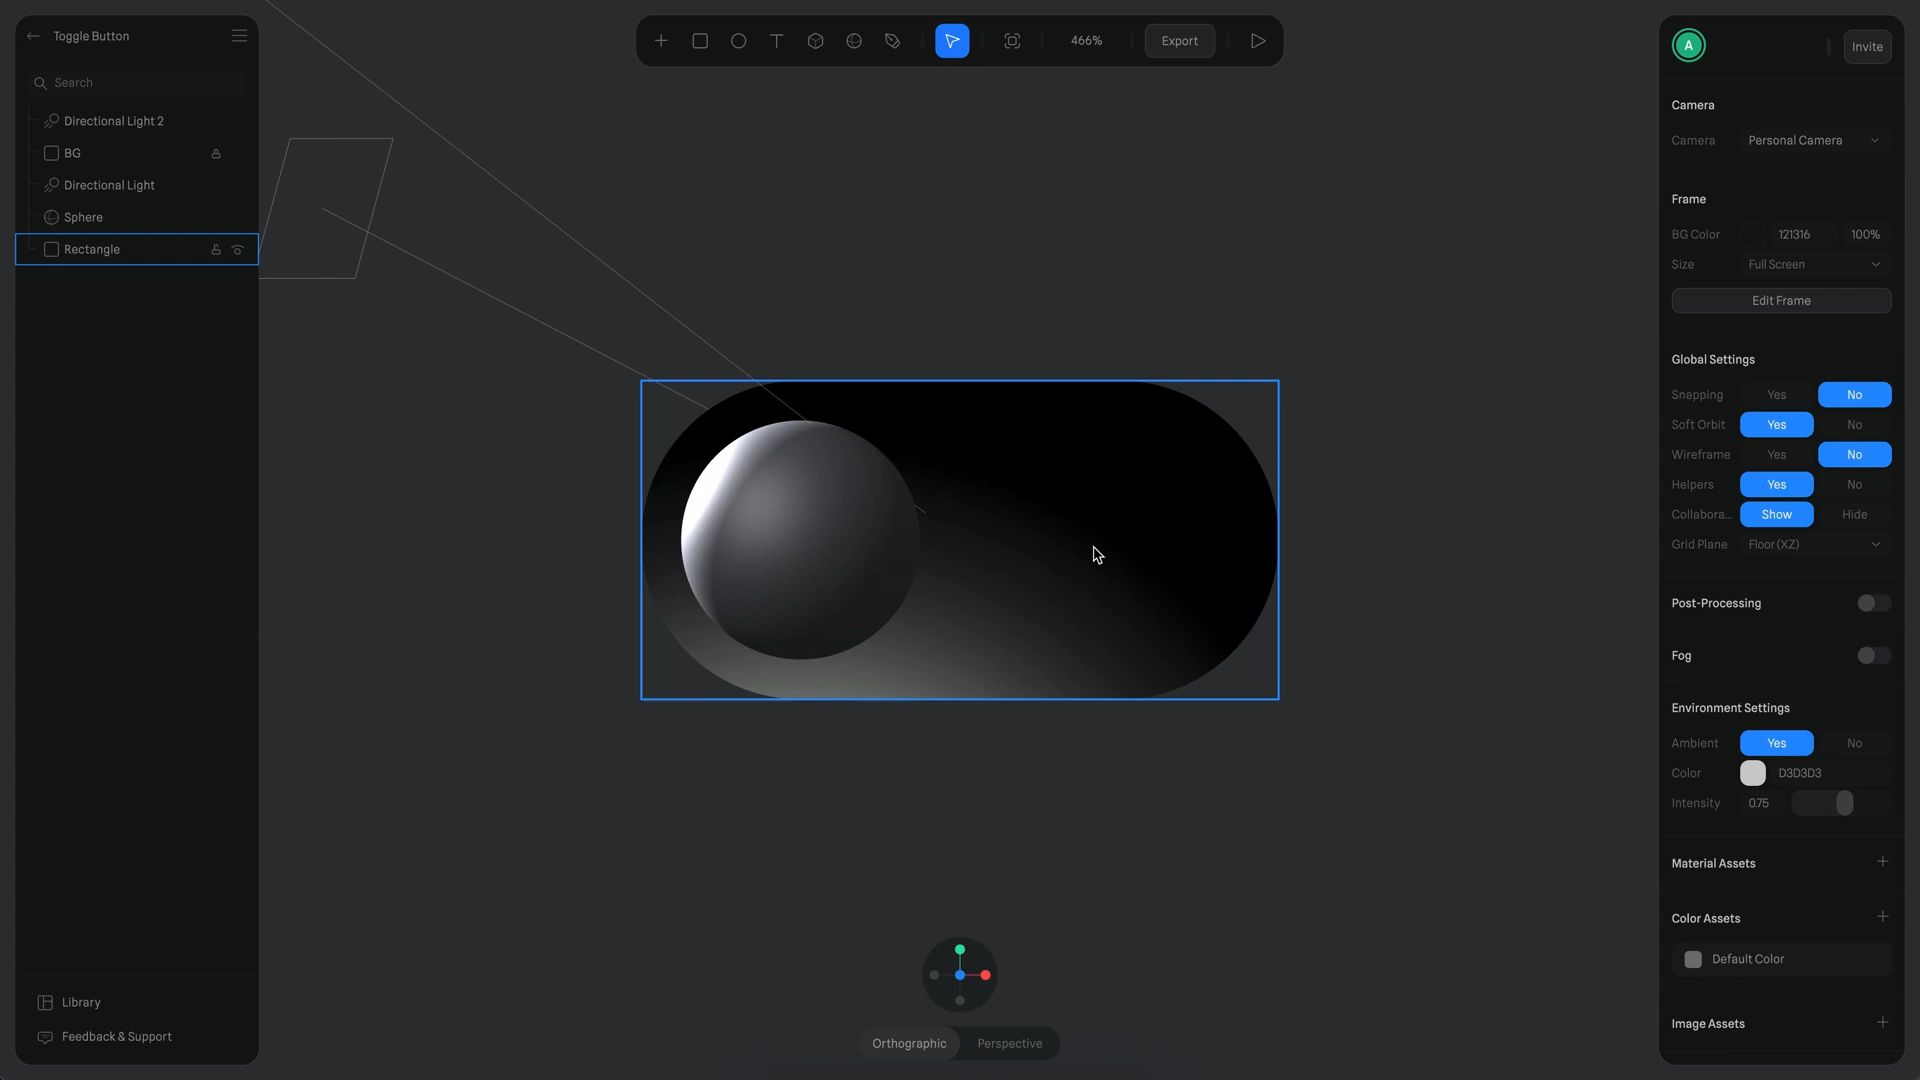 Toggle Button
Search
Directional Light 2
BG
Directional Light
Sphere
Rectangle
Library
Feedback & Support
466%
Export
Orthographic
Perspective
A
Invite
Camera
Camera Personal Camera
Frame
BG Color 121316 100%
Size Full Screen
Edit Frame
Global Settings
Snapping Yes No
Soft Orbit Yes No
Wireframe Yes No
Helpers Yes No
Collabora... Show Hide
Grid Plane Floor (XZ)
Post-Processing
Fog
Environment Settings
Ambient Yes No
Color D3D3D3
Intensity 0.75
Material Assets
Color Assets
Default Color
Image Assets